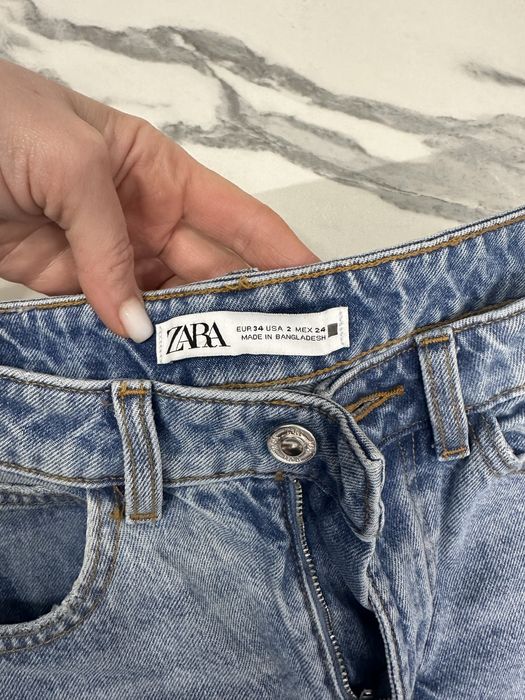 ZARA
EUR 34 USA 2 MEX 24
MADE IN BANGLADESH